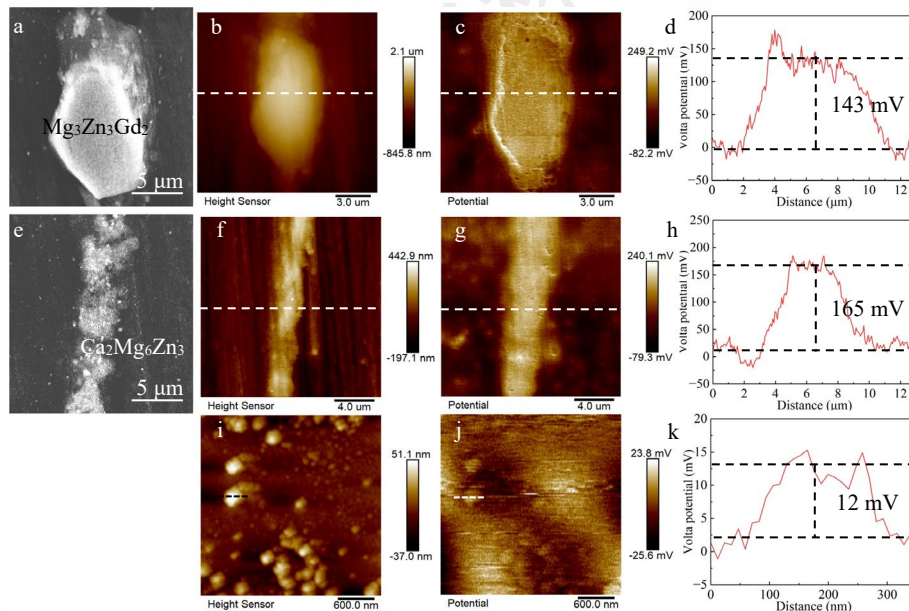 a
Mg₃Zn₃Gd₂
5 μm
b
2.1 um
-845.8 nm
Height Sensor
3.0 um
c
249.2 mV
-82.2 mV
Potential
3.0 um
d
Volta potential (mV)
200
150
100
50
0
−50
143 mV
0 2 4 6 8 10 12
Distance (μm)
e
Ca₂Mg₆Zn₃
5 μm
f
442.9 nm
-197.1 nm
Height Sensor
4.0 um
g
240.1 mV
-79.3 mV
Potential
4.0 um
h
Volta potential (mV)
250
200
150
100
50
0
−50
165 mV
0 2 4 6 8 10 12
Distance (μm)
i
51.1 nm
-37.0 nm
Height Sensor
600.0 nm
j
23.8 mV
-25.6 mV
Potential
600.0 nm
k
Volta potential (mV)
20
15
10
5
0
−5
12 mV
0 100 200 300
Distance (nm)